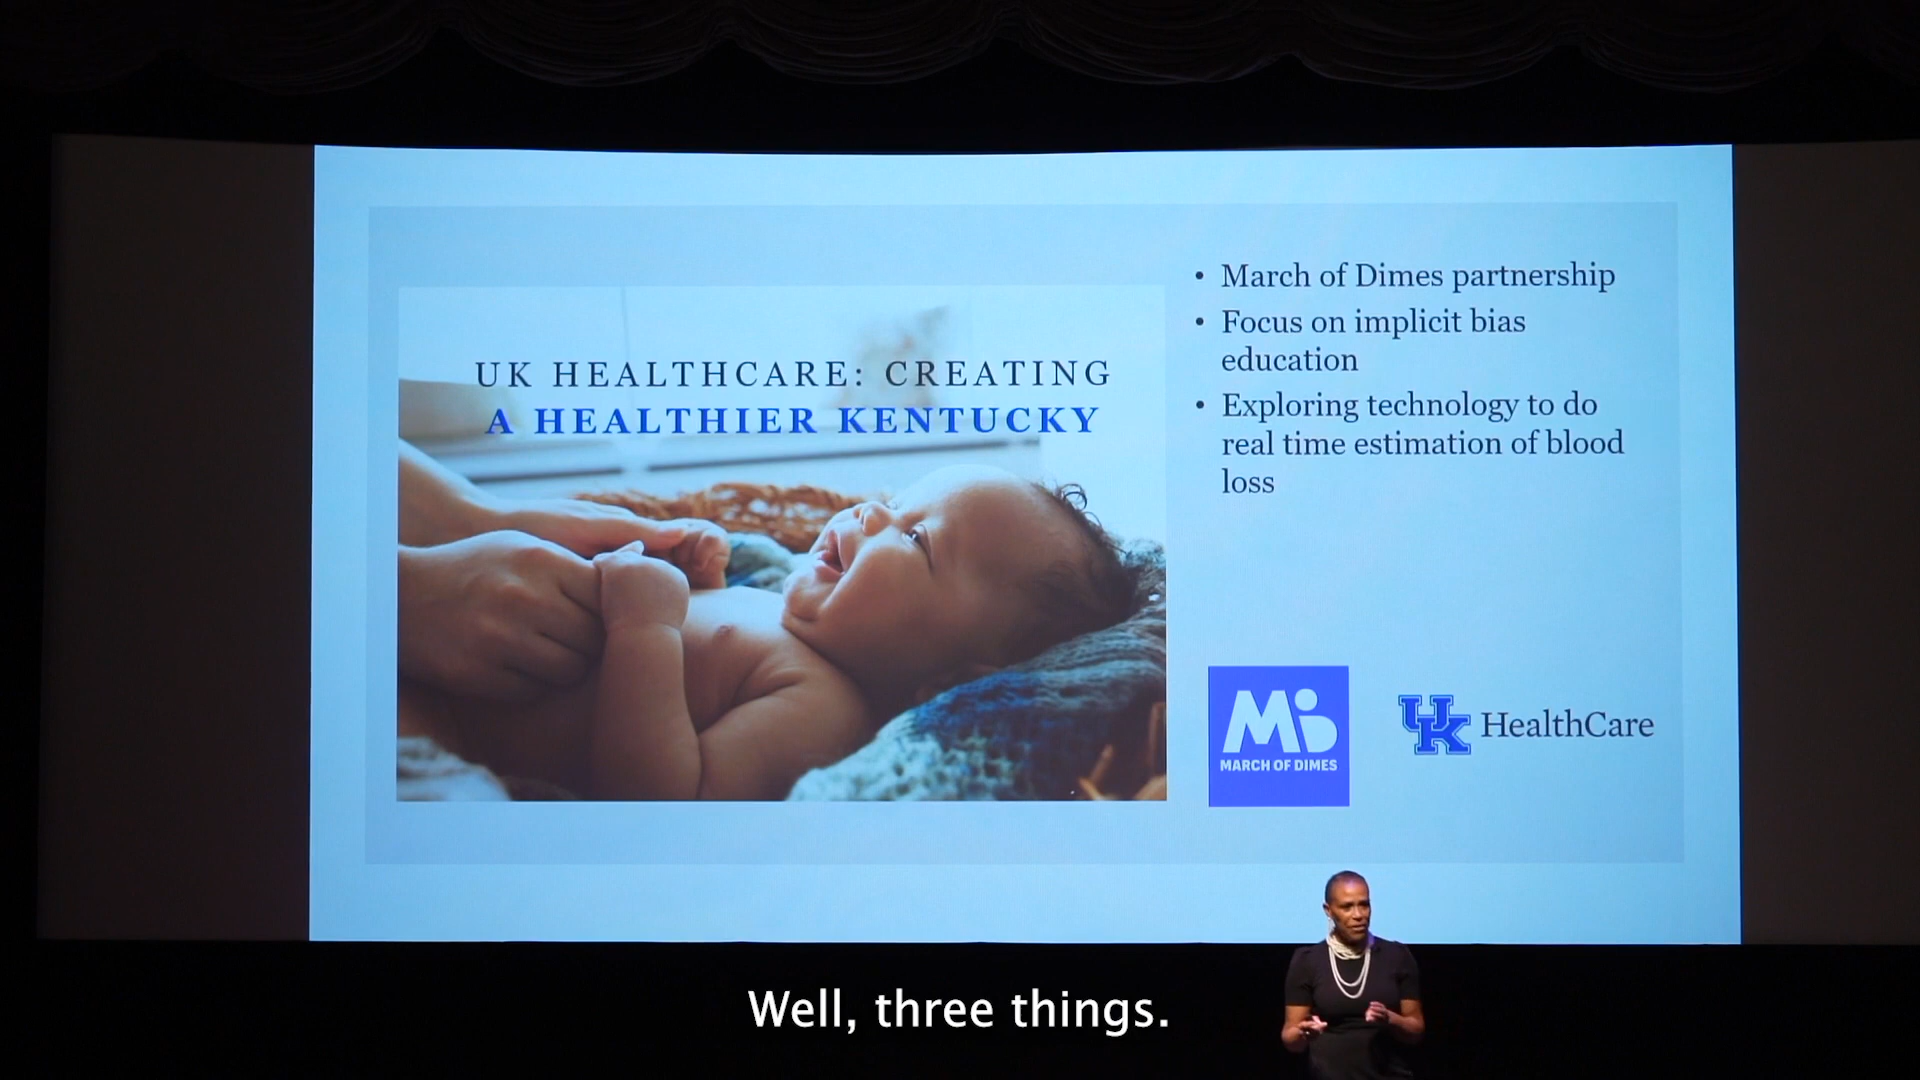 UK HEALTHCARE: CREATING
A HEALTHIER KENTUCKY
• March of Dimes partnership
• Focus on implicit bias
education
• Exploring technology to do
real time estimation of blood
loss
MD
MARCH OF DIMES
UK HealthCare
Well, three things.